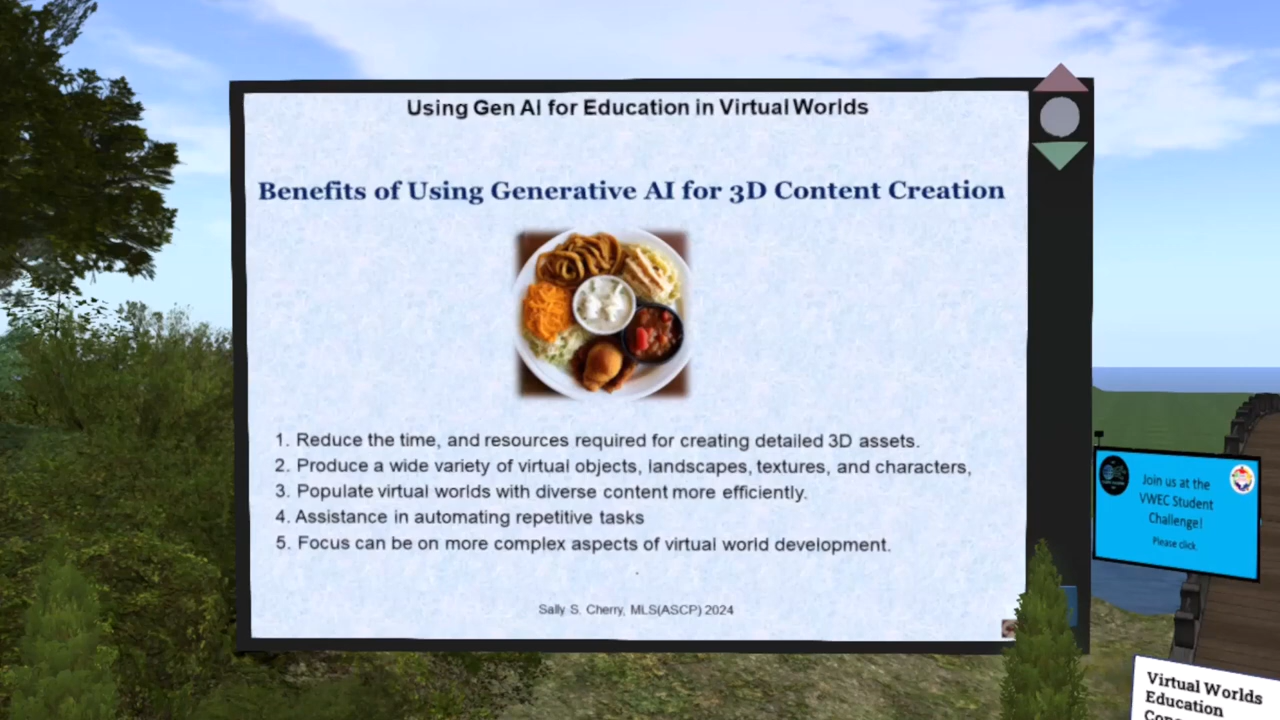 Using Gen AI for Education in Virtual Worlds
Benefits of Using Generative AI for 3D Content Creation
1. Reduce the time, and resources required for creating detailed 3D assets.
2. Produce a wide variety of virtual objects, landscapes, textures, and characters,
3. Populate virtual worlds with diverse content more efficiently.
4. Assistance in automating repetitive tasks
5. Focus can be on more complex aspects of virtual world development.
Sally S. Cherry, MLS(ASCP) 2024
Join us at the
VWEC Student
Challenge!
Please click.
Virtual Worlds
Education